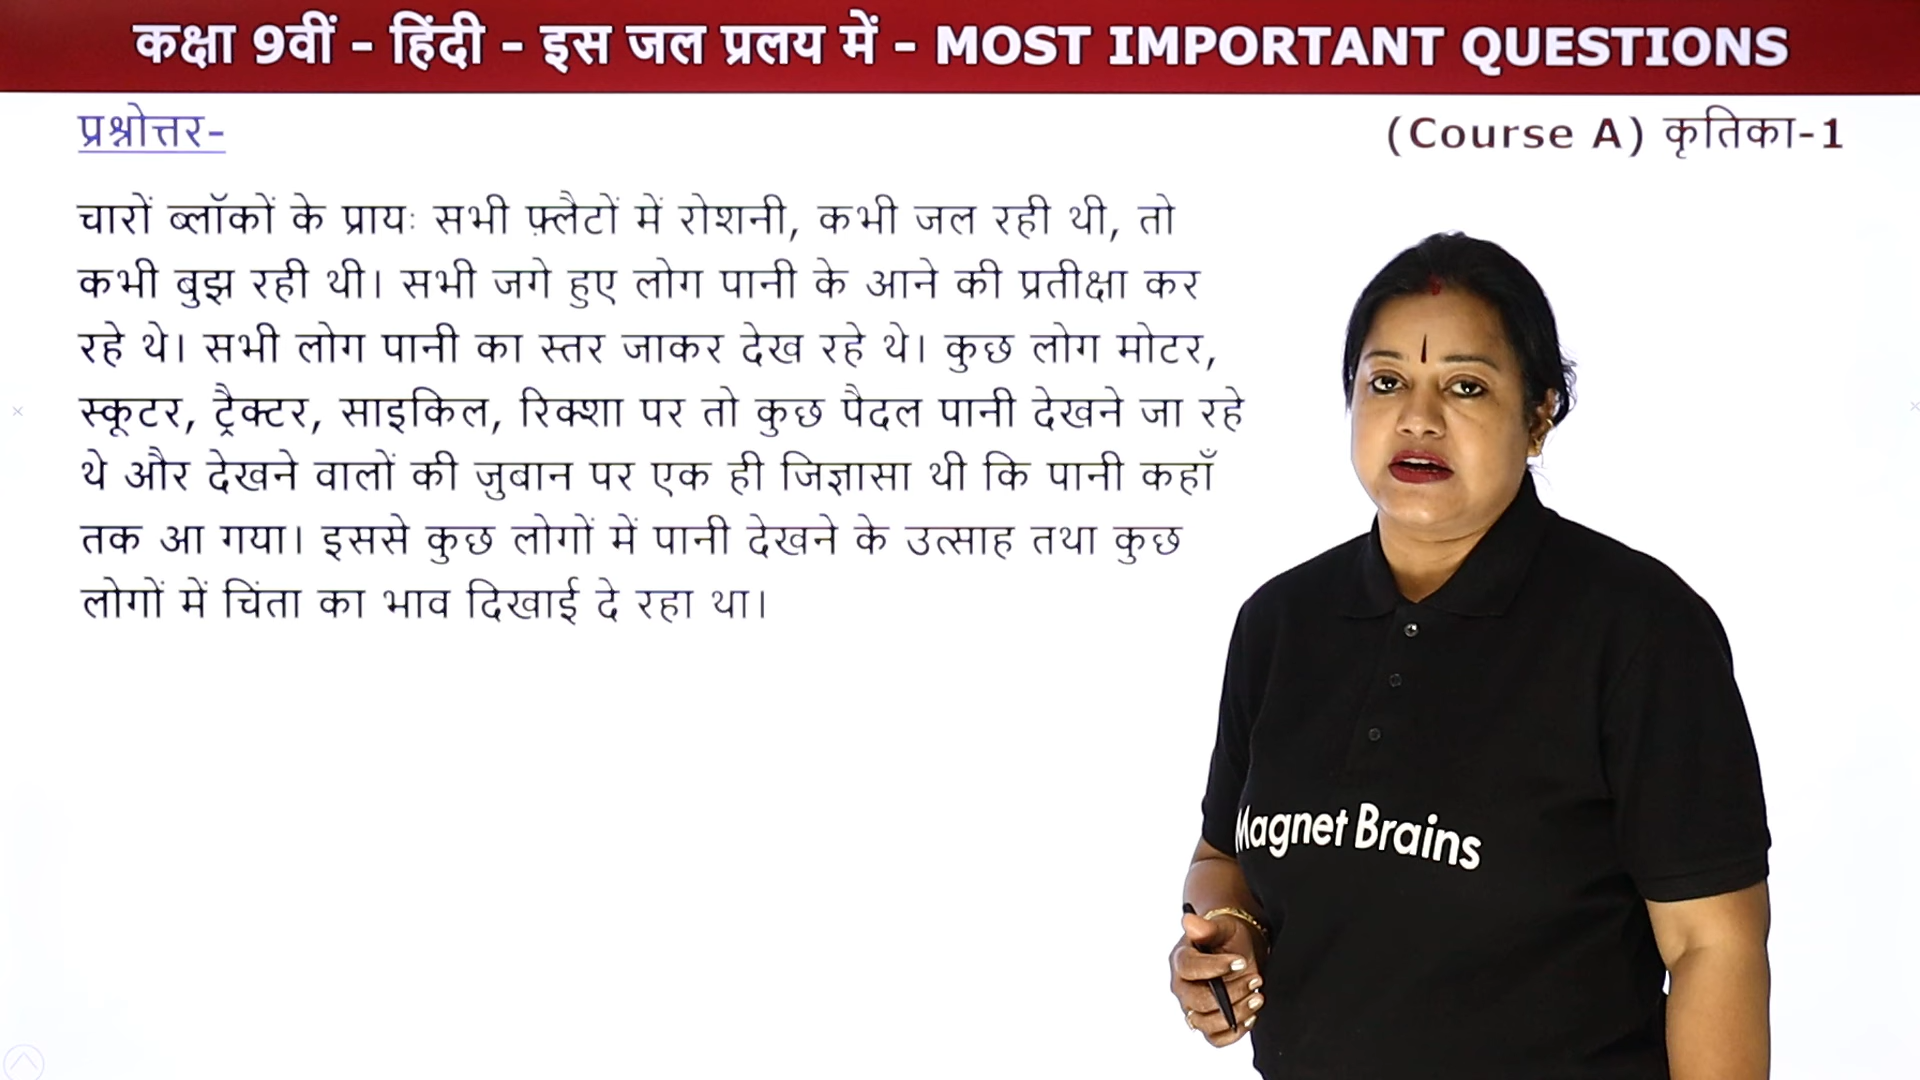 कक्षा 9वीं - हिंदी - इस जल प्रलय में - MOST IMPORTANT QUESTIONS
प्रश्नोत्तर-
(Course A) कृतिका-1
चारों ब्लॉकों के प्रायः सभी फ़्लैटों में रोशनी, कभी जल रही थी, तो
कभी बुझ रही थी। सभी जगे हुए लोग पानी के आने की प्रतीक्षा कर
रहे थे। सभी लोग पानी का स्तर जाकर देख रहे थे। कुछ लोग मोटर,
स्कूटर, ट्रैक्टर, साइकिल, रिक्शा पर तो कुछ पैदल पानी देखने जा रहे
थे और देखने वालों की जुबान पर एक ही जिज्ञासा थी कि पानी कहाँ
तक आ गया। इससे कुछ लोगों में पानी देखने के उत्साह तथा कुछ
लोगों में चिंता का भाव दिखाई दे रहा था।
Magnet Brains